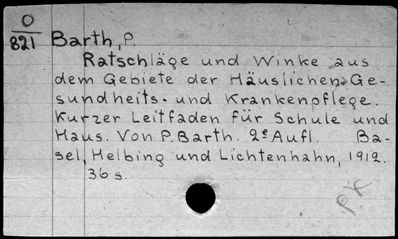 O
821
Barth, P.
Ratschläge und Winke aus
dem Gebiete der Häuslichen Ge-
sundheits- und Krankenpflege.
Kurzer Leitfaden für Schule und
Haus. Von P. Barth. 2e Aufl. Ba-
sel, Helbing und Lichtenhahn, 1912.
36 s.